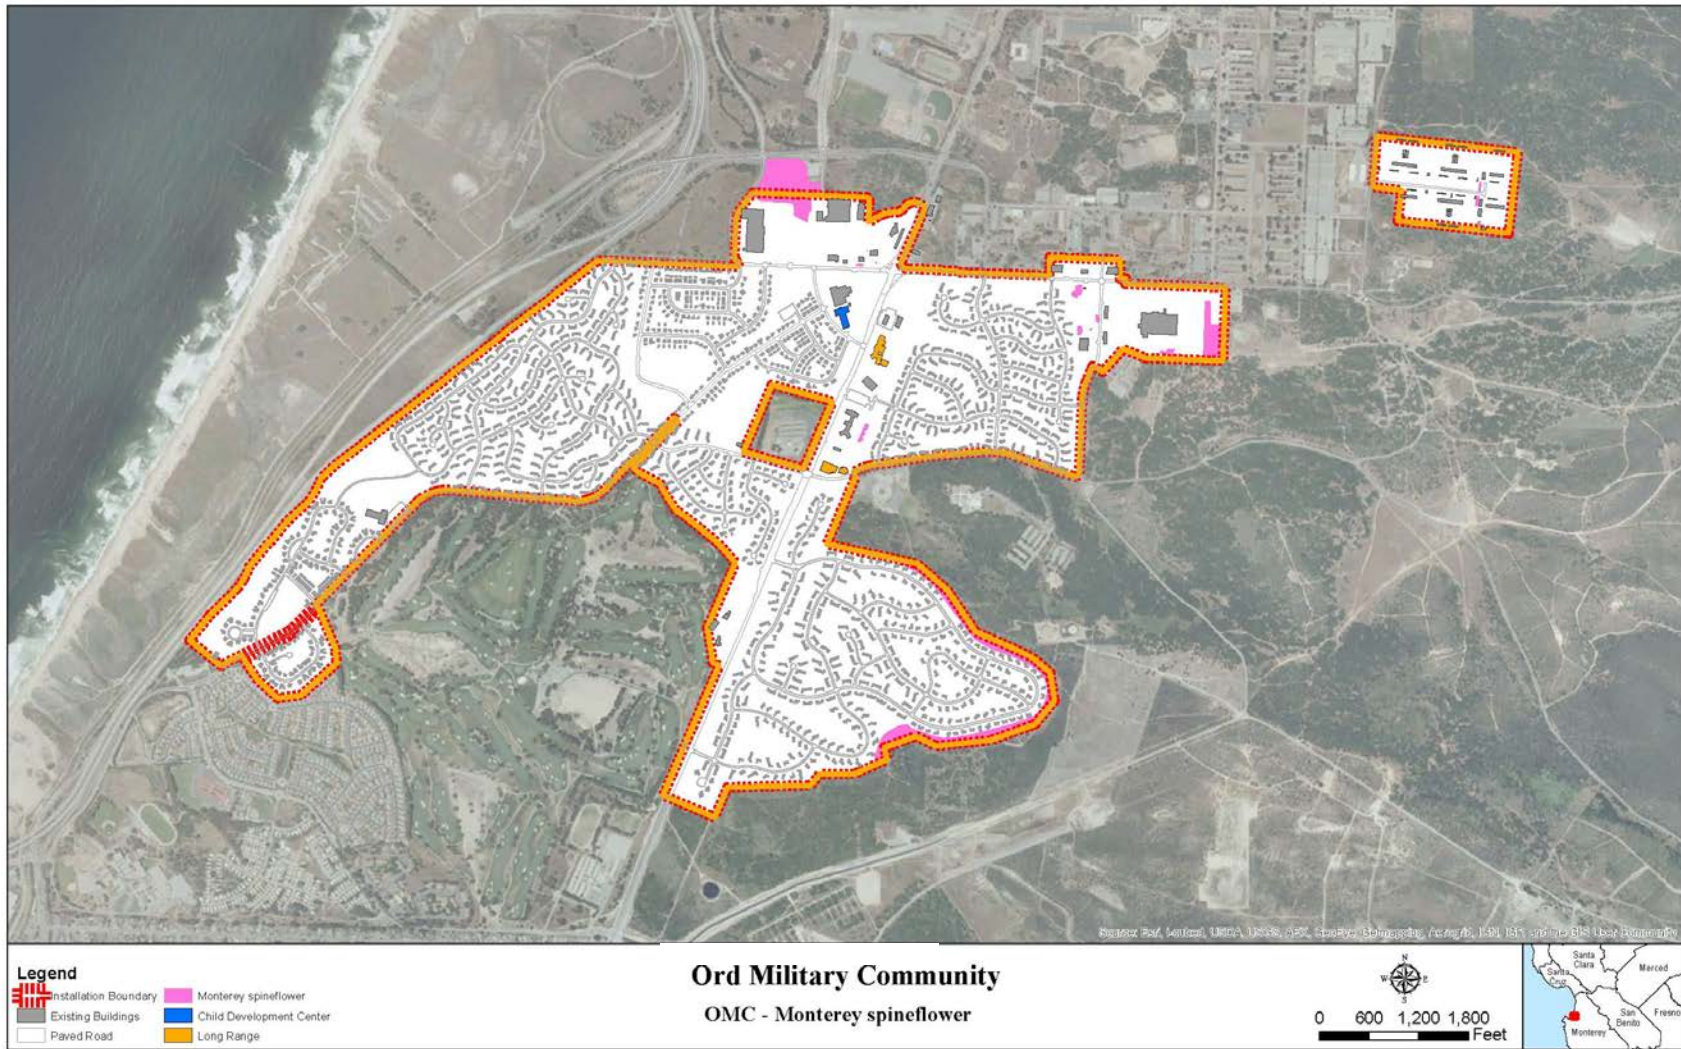 Legend
Installation Boundary
Existing Buildings
Paved Road
Monterey spineflower
Child Development Center
Long Range
Ord Military Community
OMC - Monterey spineflower
N
W E
S
0 600 1,200 1,800
Feet
Santa
Clara
Santa
Cruz
Merced
San
Benito
Fresno
Monterey